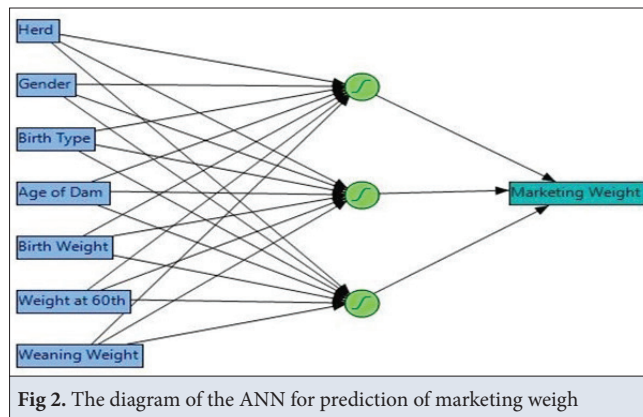 Herd
Gender
Birth Type
Age of Dam
Marketing Weight
Birth Weight
Weight at 60th
Weaning Weight
Fig 2. The diagram of the ANN for prediction of marketing weigh